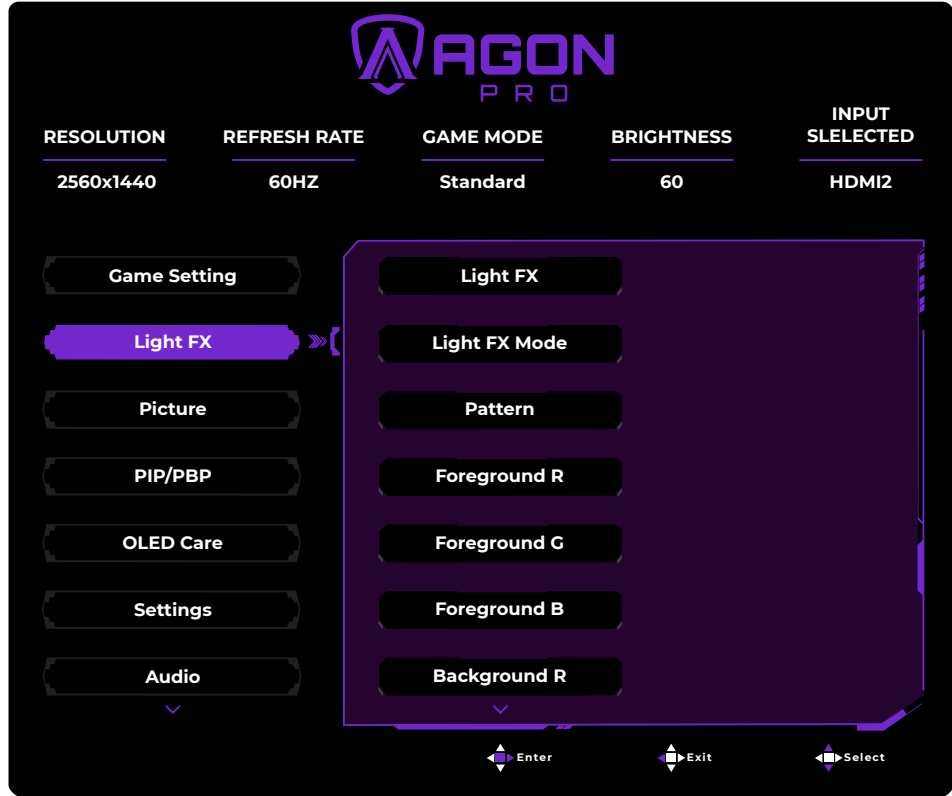 AGON
PRO
RESOLUTION REFRESH RATE GAME MODE BRIGHTNESS INPUT
SLELECTED
2560x1440 60HZ Standard 60 HDMI2
Game Setting Light FX
Light FX Light FX Mode
Picture Pattern
PIP/PBP Foreground R
OLED Care Foreground G
Settings Foreground B
Audio Background R
Enter Exit Select